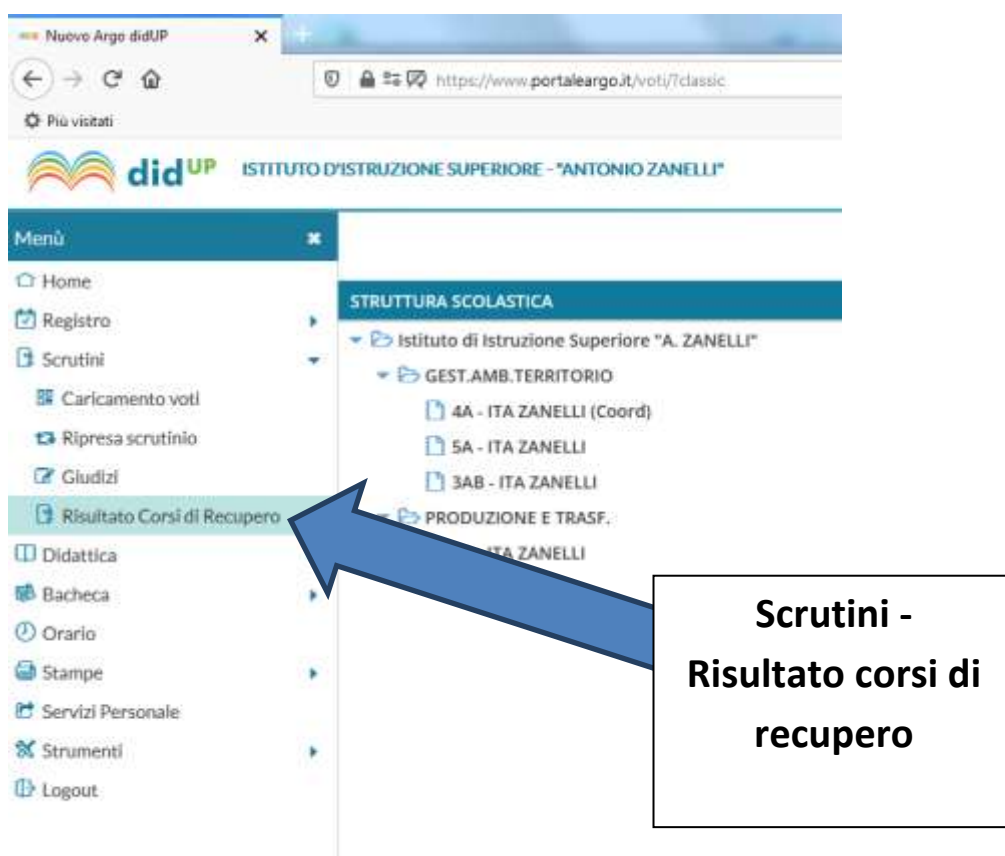 Nuovo Argo didUP
https://www.portaleargo.it/voti/?classic
Più visitati
didUP ISTITUTO D'ISTRUZIONE SUPERIORE - "ANTONIO ZANELLI"
Menù
Home
Registro
Scrutini
Caricamento voti
Ripresa scrutinio
Giudizi
Risultato Corsi di Recupero
Didattica
Bacheca
Orario
Stampe
Servizi Personale
Strumenti
Logout
STRUTTURA SCOLASTICA
Istituto di Istruzione Superiore "A. ZANELLI"
GEST.AMB.TERRITORIO
4A - ITA ZANELLI (Coord)
5A - ITA ZANELLI
3AB - ITA ZANELLI
PRODUZIONE E TRASF.
ITA ZANELLI
Scrutini -
Risultato corsi di
recupero